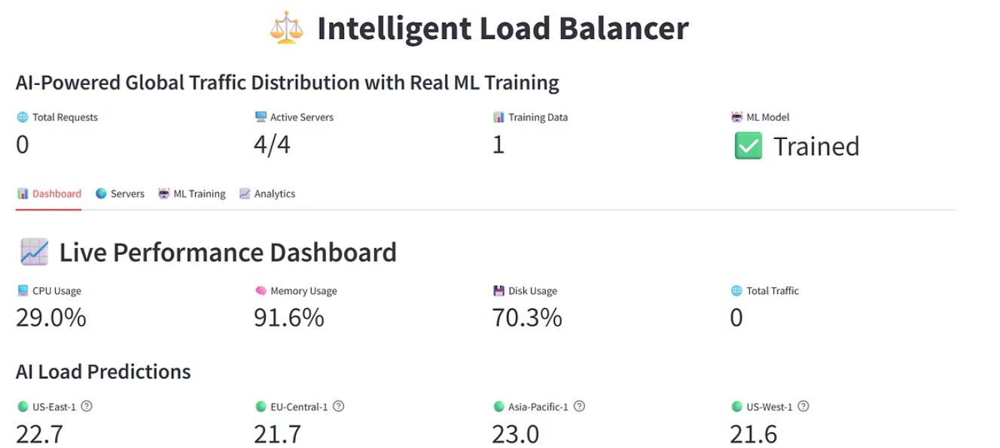 Intelligent Load Balancer
AI-Powered Global Traffic Distribution with Real ML Training
Total Requests
Active Servers
Training Data
ML Model
0
4/4
1
Trained
Dashboard
Servers
ML Training
Analytics
Live Performance Dashboard
CPU Usage
Memory Usage
Disk Usage
Total Traffic
29.0%
91.6%
70.3%
0
AI Load Predictions
US-East-1
EU-Central-1
Asia-Pacific-1
US-West-1
22.7
21.7
23.0
21.6